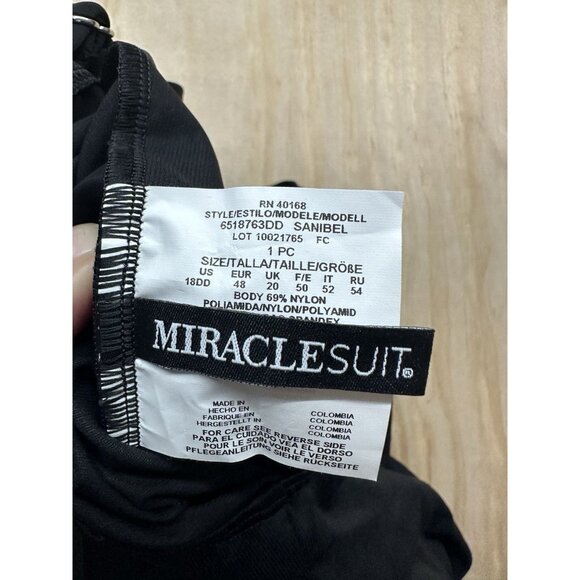 RN 40168
STYLE/ESTILO/MODELE/MODELL
6518763DD SANIBEL
LOT 10021765 FC
1 PC
SIZE/TALLA/TAILLE/GRÖßE
US EUR UK F/E IT RU
18DD 48 20 50 52 54
BODY 69% NYLON
POLIAMIDA/NYLON/POLYAMID
SPANDEX
MIRACLESUIT®
MADE IN COLOMBIA
HECHO EN COLOMBIA
FABRIQUE EN COLOMBIA
HERGESTELLT IN COLOMBIA
FOR CARE SEE REVERSE SIDE
PARA EL CUIDADO VEA EL DORSO
POUR LE SOIN VOIR LE VERSO
PFLEGEANLEITUNG SIEHE RÜCKSEITE